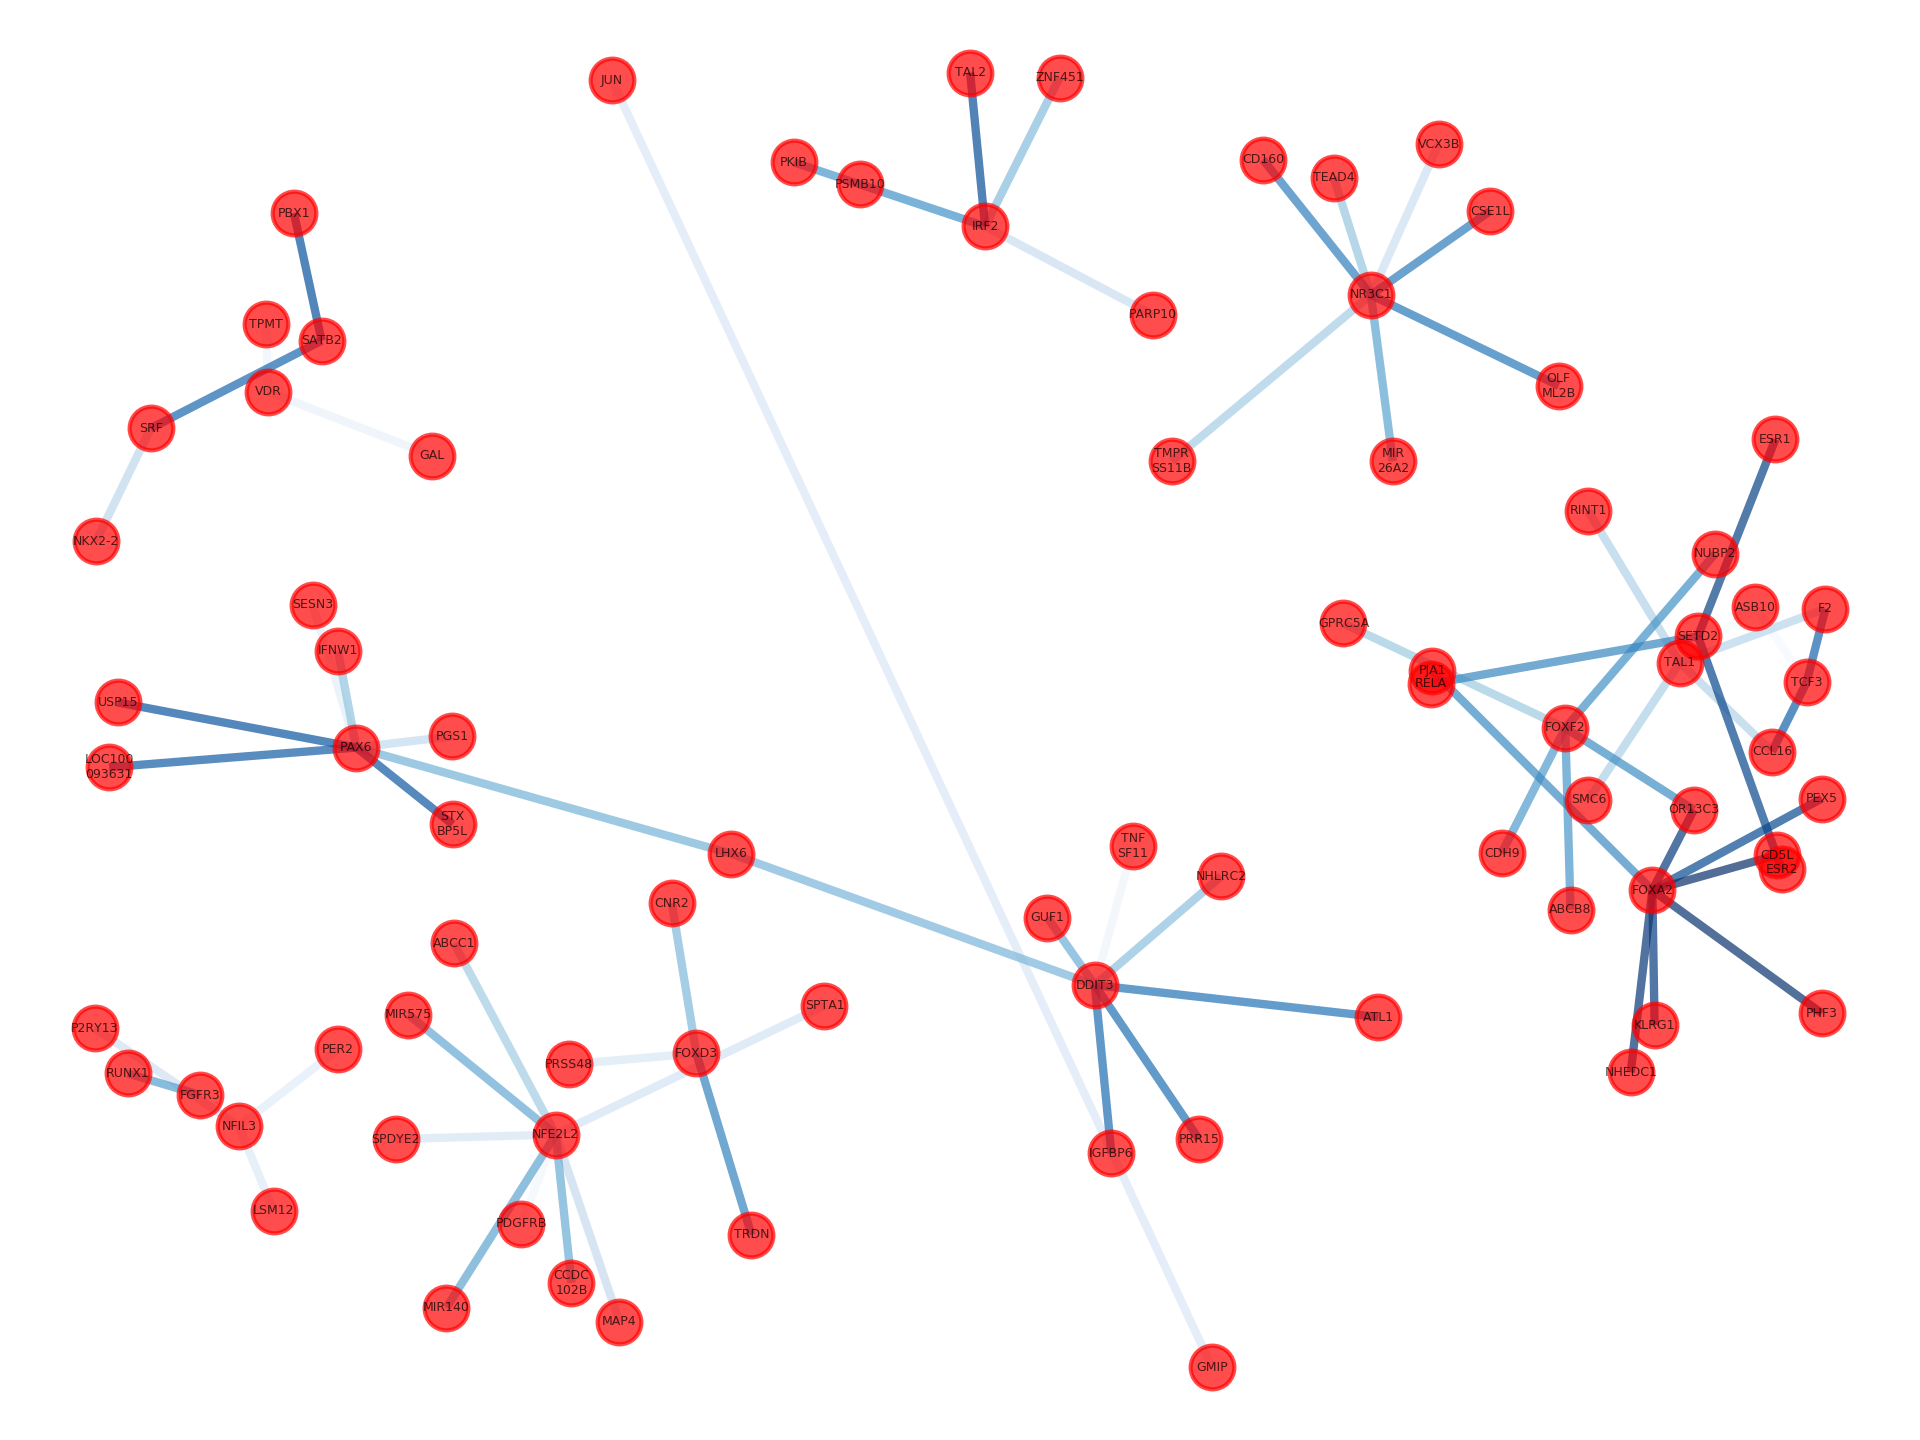 JUN
TAL2
ZNF451
PKIB
PSMB10
IRF2
PARP10
CD160
TEAD4
VCX3B
CSE1L
NR3C1
OLF
ML2B
TMPR
SS11B
MIR
26A2
PBX1
TPMT
SATB2
VDR
SRF
GAL
NKX2-2
ESR1
RINT1
NUBP2
ASB10
F2
GPRC5A
SETD2
TAL1
PJA1
RELA
TCF3
FOXF2
CCL16
SMC6
OR13C3
PEX5
CDH9
CD5L
ESR2
FOXA2
ABCB8
PHF3
KLRG1
NHEDC1
SESN3
IFNW1
USP15
PGS1
PAX6
LOC100
093631
STX
BP5L
LHX6
TNF
SF11
NHLRC2
GUF1
DDIT3
ATL1
PRR15
IGFBP6
CNR2
ABCC1
MIR575
SPTA1
PRSS48
FOXD3
SPDYE2
NFE2L2
PDGFRB
TRDN
CCDC
102B
MIR140
MAP4
P2RY13
PER2
RUNX1
FGFR3
NFIL3
LSM12
GMIP